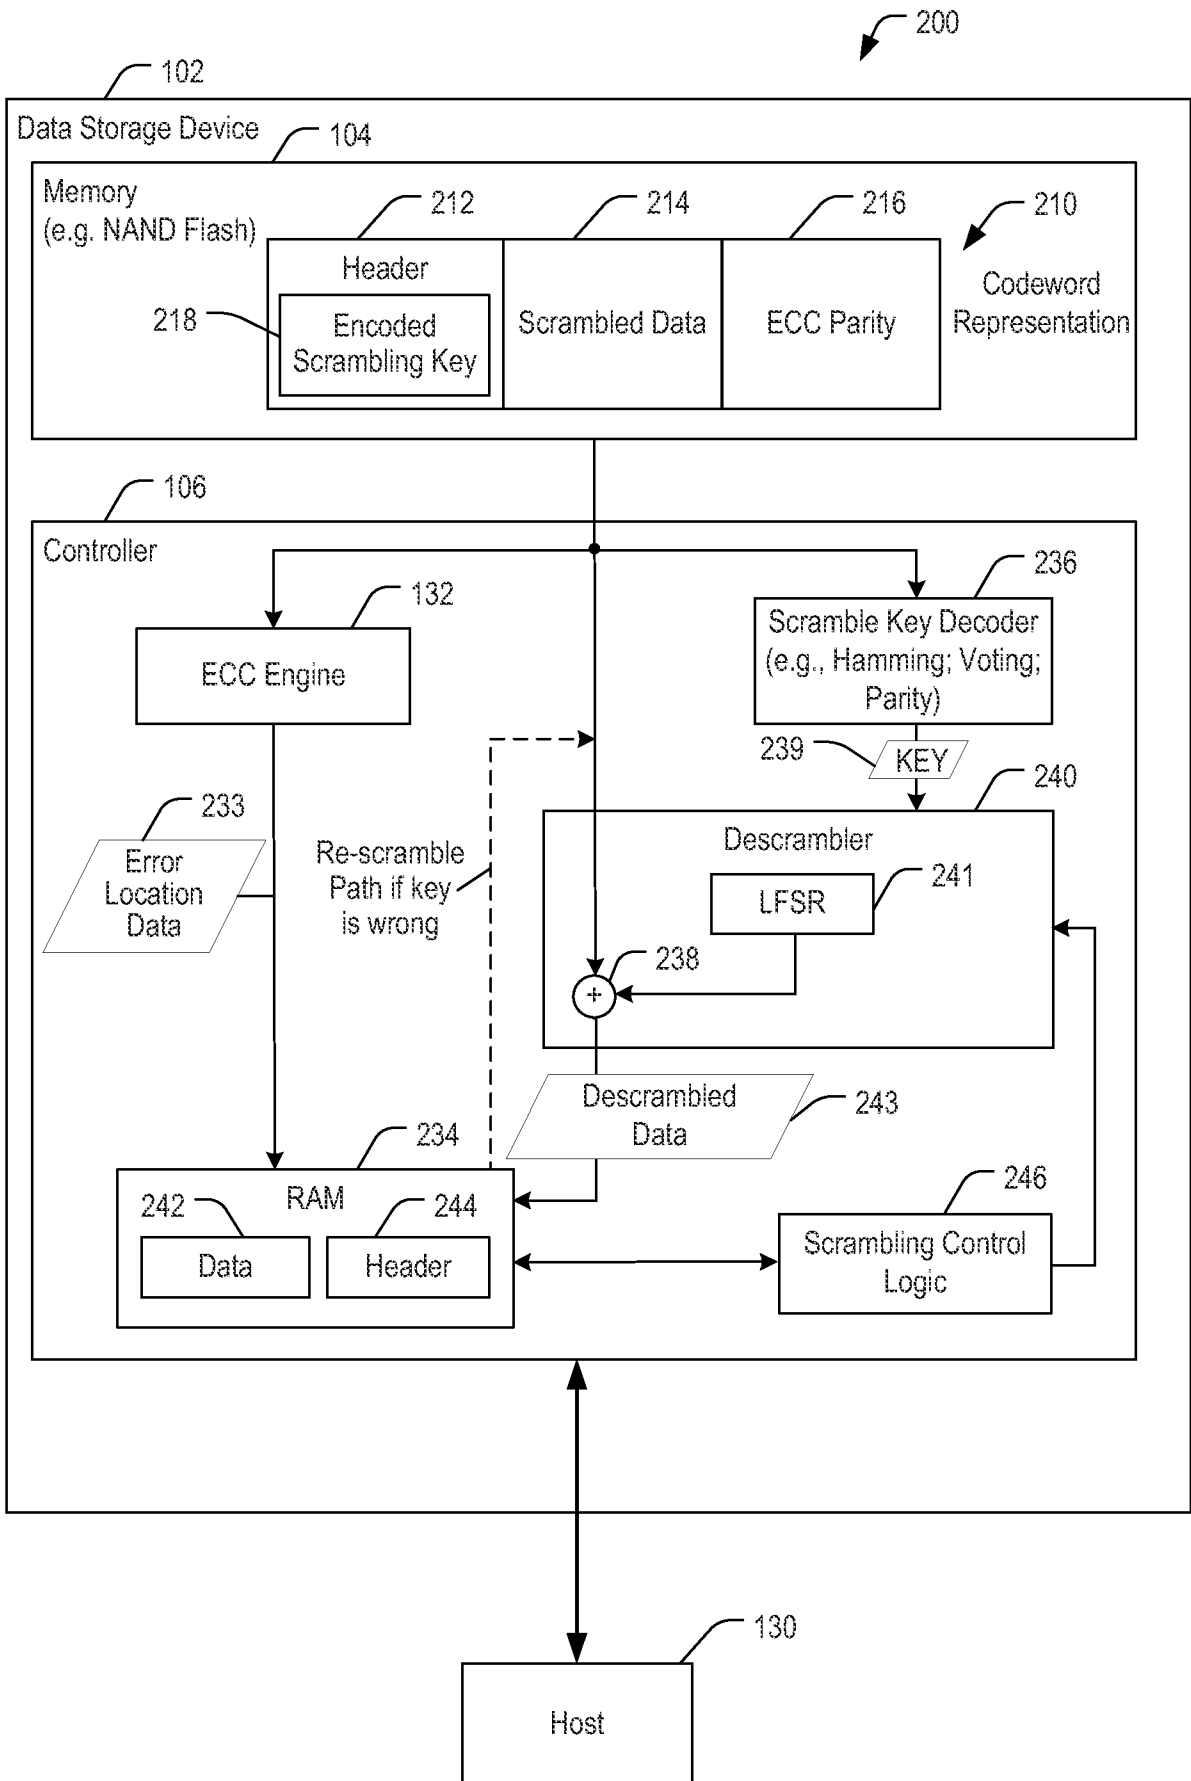 200
102
Data Storage Device
104
Memory
(e.g. NAND Flash)
212
214
216
210
Header
218
Encoded
Scrambling Key
Scrambled Data
ECC Parity
Codeword
Representation
106
Controller
132
ECC Engine
236
Scramble Key Decoder
(e.g., Hamming; Voting;
Parity)
239
KEY
240
233
Error
Location
Data
Re-scramble
Path if key
is wrong
Descrambler
LFSR
241
238
+
Descrambled
Data
243
234
RAM
242
244
Data
Header
246
Scrambling Control
Logic
130
Host